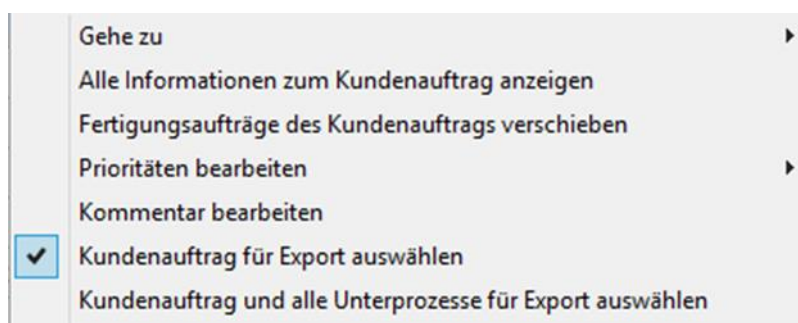 Gehe zu
Alle Informationen zum Kundenauftrag anzeigen
Fertigungsaufträge des Kundenauftrags verschieben
Prioritäten bearbeiten
Kommentar bearbeiten
Kundenauftrag für Export auswählen
Kundenauftrag und alle Unterprozesse für Export auswählen